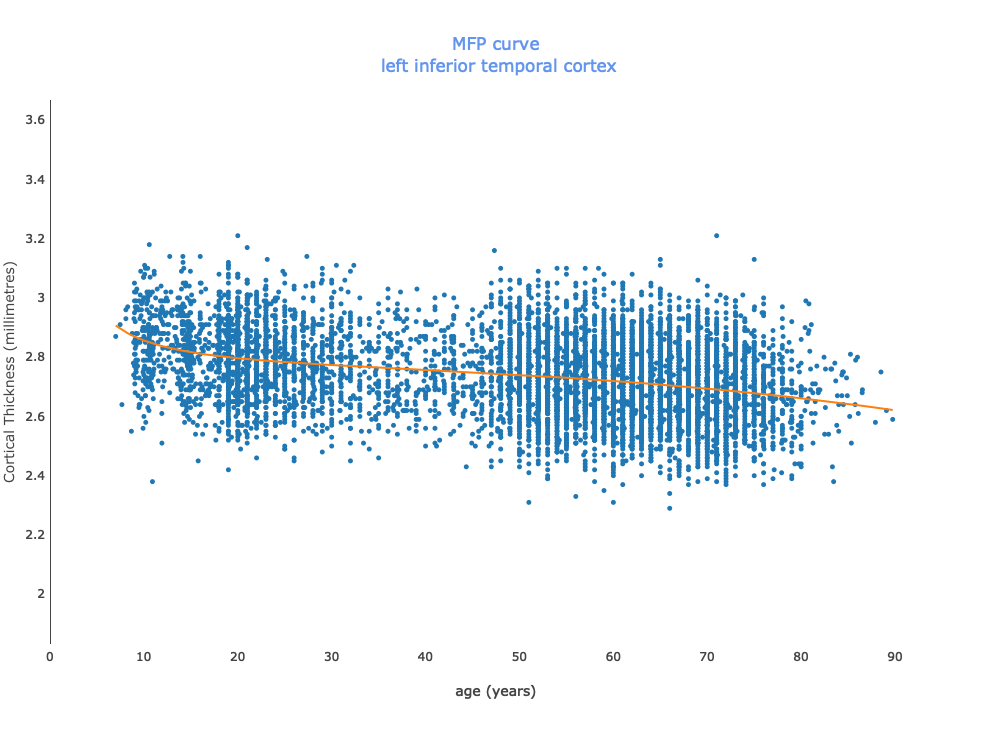 MFP curve
left inferior temporal cortex
Cortical Thickness (millimetres)
3.6
3.4
3.2
3
2.8
2.6
2.4
2.2
2
0 10 20 30 40 50 60 70 80 90
age (years)